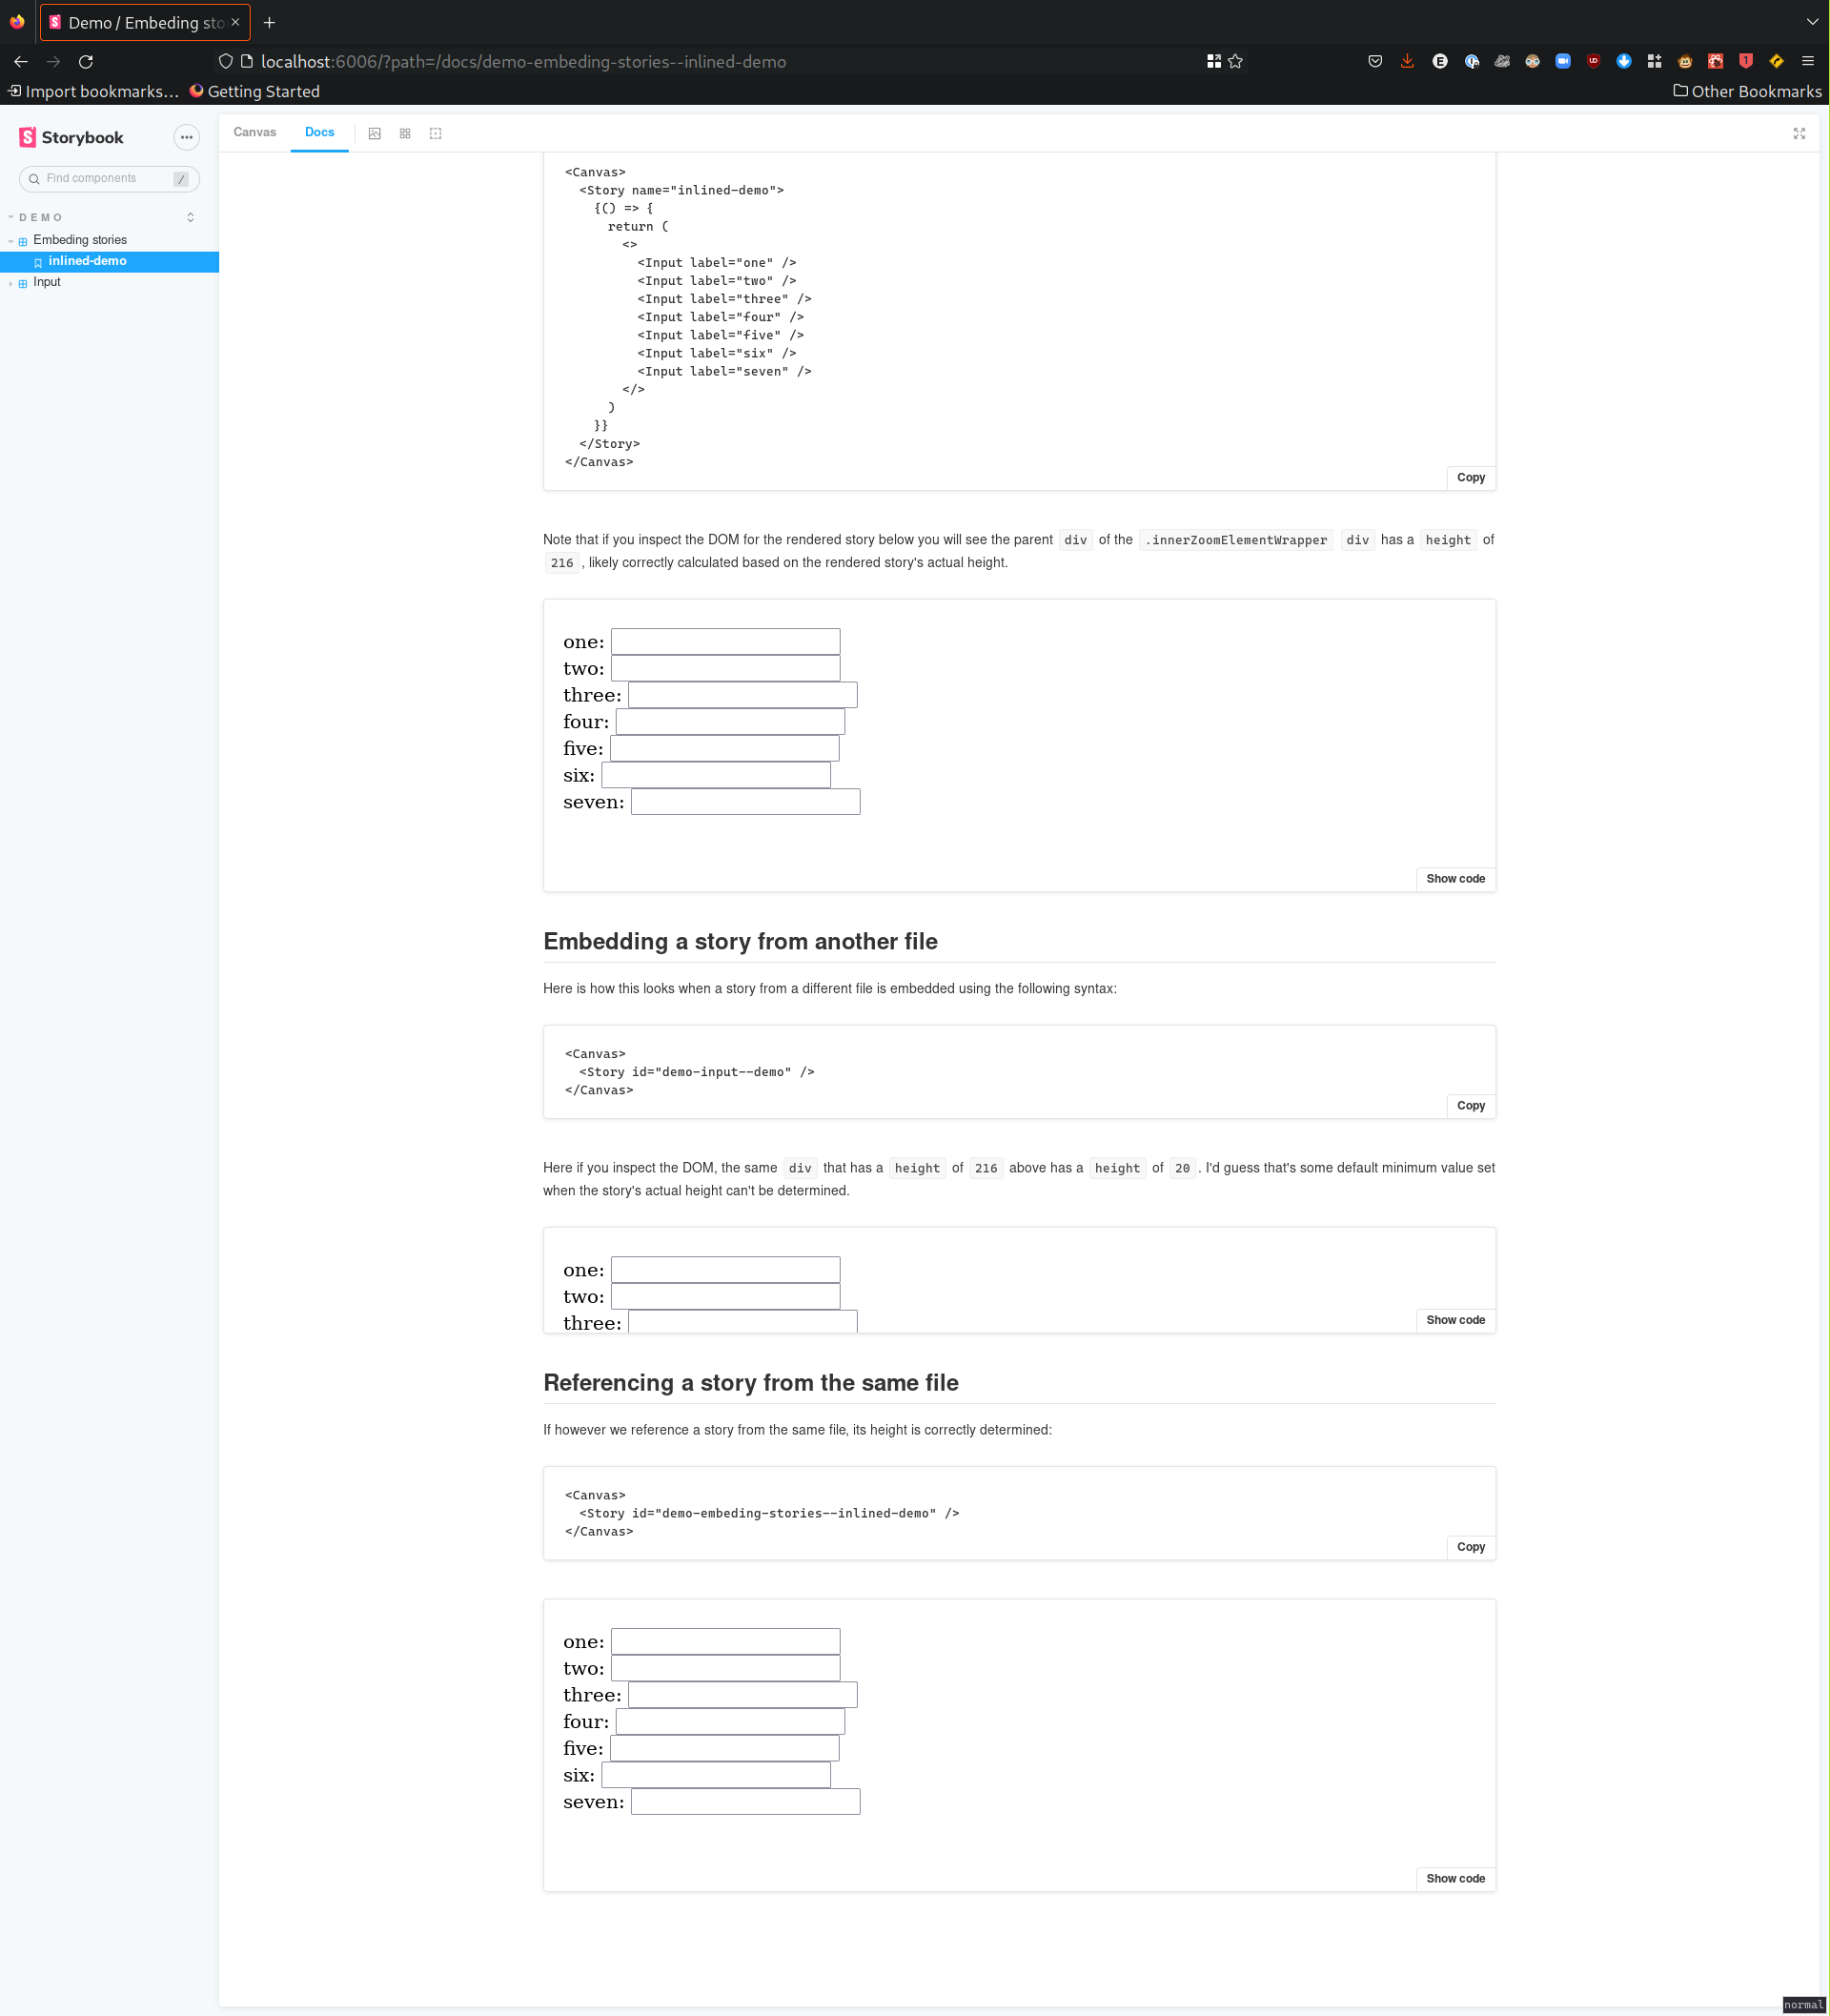 Demo / Embeding sto
localhost:6006/?path=/docs/demo-embeding-stories--inlined-demo
Import bookmarks...
Getting Started
Other Bookmarks
Storybook
Find components
/
DEMO
Embeding stories
inlined-demo
Input
Canvas
Docs
<Canvas>
<Story name="inlined-demo">
{() => {
return (
<>
<Input label="one" />
<Input label="two" />
<Input label="three" />
<Input label="four" />
<Input label="five" />
<Input label="six" />
<Input label="seven" />
</>
)
}}
</Story>
</Canvas>
Copy
Note that if you inspect the DOM for the rendered story below you will see the parent div of the .innerZoomElementWrapper div has a height of
216 , likely correctly calculated based on the rendered story's actual height.
one:
two:
three:
four:
five:
six:
seven:
Show code
Embedding a story from another file
Here is how this looks when a story from a different file is embedded using the following syntax:
<Canvas>
<Story id="demo-input--demo" />
</Canvas>
Copy
Here if you inspect the DOM, the same div that has a height of 216 above has a height of 20 . I'd guess that's some default minimum value set
when the story's actual height can't be determined.
one:
two:
three:
Show code
Referencing a story from the same file
If however we reference a story from the same file, its height is correctly determined:
<Canvas>
<Story id="demo-embeding-stories--inlined-demo" />
</Canvas>
Copy
one:
two:
three:
four:
five:
six:
seven:
Show code
normal